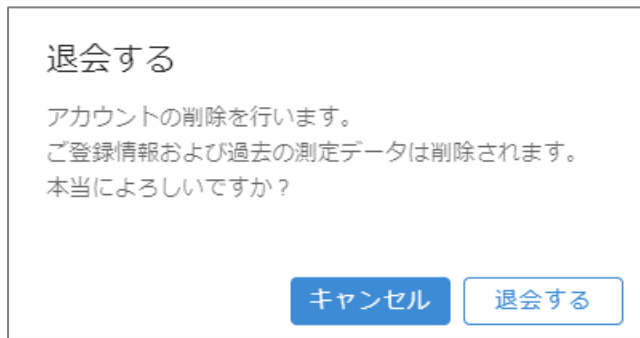 退会する
アカウントの削除を行います。
ご登録情報および過去の測定データは削除されます。
本当によろしいですか？
キャンセル
退会する